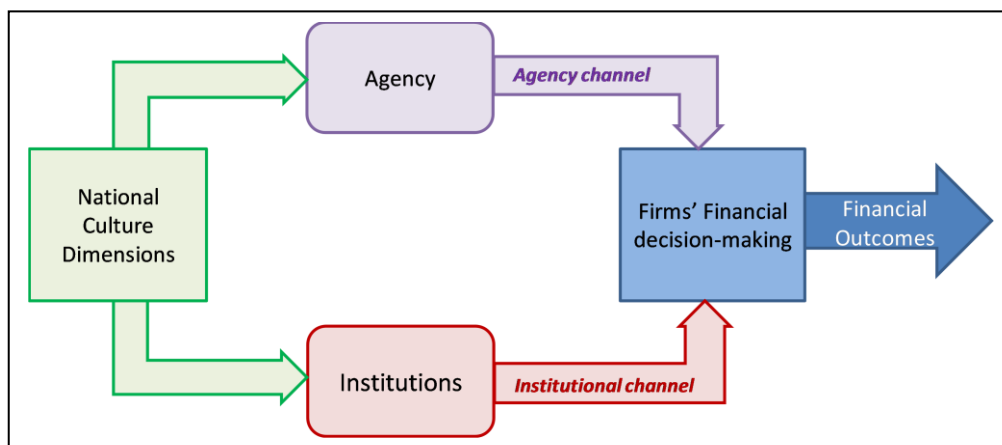 Agency
Agency channel
National
Culture
Dimensions
Firms’ Financial
decision-making
Financial
Outcomes
Institutions
Institutional channel